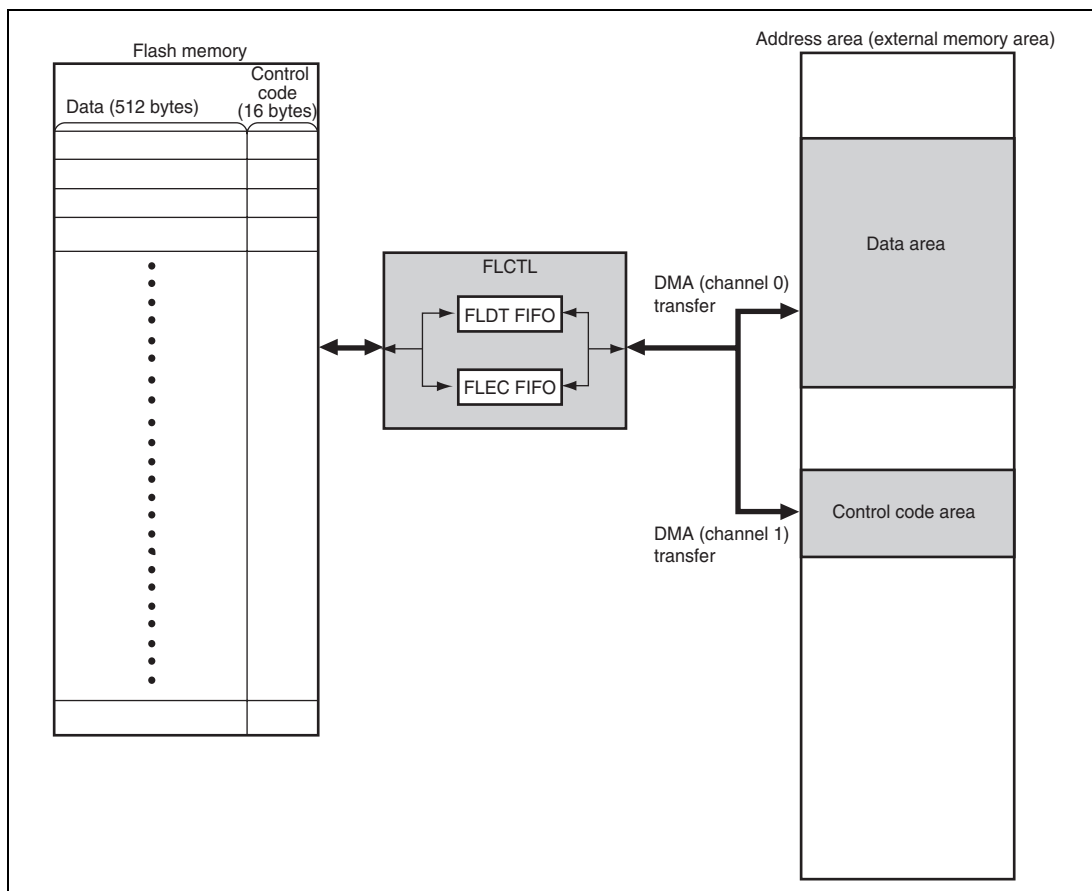 Flash memory
Data (512 bytes)
Control
code
(16 bytes)
FLCTL
FLDT FIFO
FLEC FIFO
DMA (channel 0)
transfer
DMA (channel 1)
transfer
Address area (external memory area)
Data area
Control code area